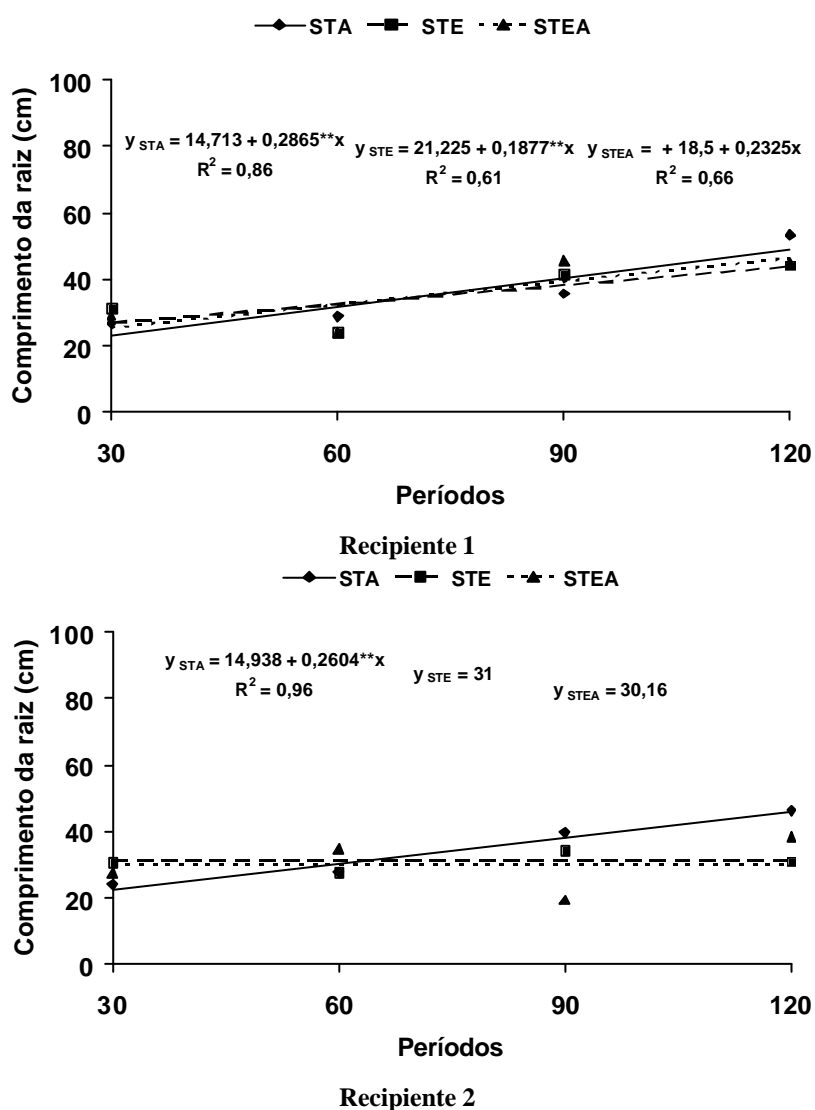 STA STE STEA
Comprimento da raiz (cm)
100
80
60
40
20
0
y STA = 14,713 + 0,2865**x
R2 = 0,86
y STE = 21,225 + 0,1877**x
R2 = 0,61
y STEA = + 18,5 + 0,2325x
R2 = 0,66
30 60 90 120
Períodos
Recipiente 1
STA STE STEA
Comprimento da raiz (cm)
100
80
60
40
20
0
y STA = 14,938 + 0,2604**x
R2 = 0,96
y STE = 31
y STEA = 30,16
30 60 90 120
Períodos
Recipiente 2